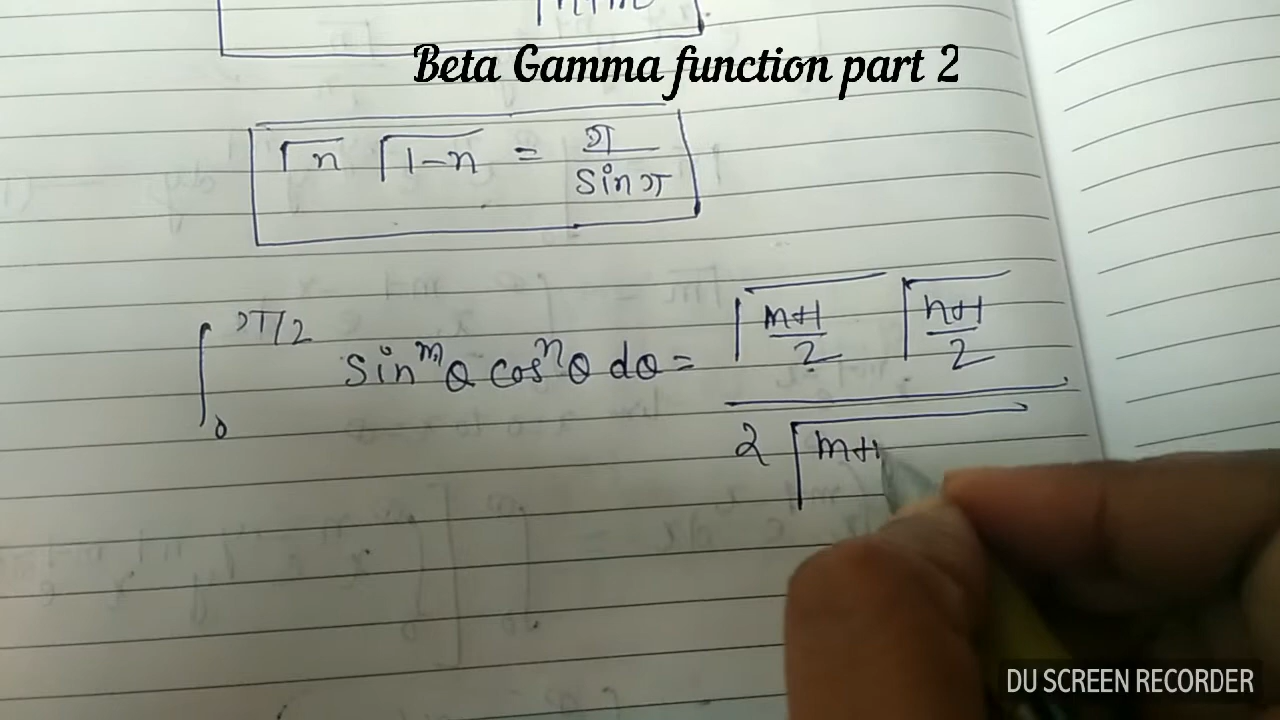 Beta Gamma function part 2
Γn Γ1-n = π/sin π
∫₀^π/2 sin^m θ cos^n θ dθ = Γ(m+1)/2 Γ(n+1)/2
2 Γm+
DU SCREEN RECORDER